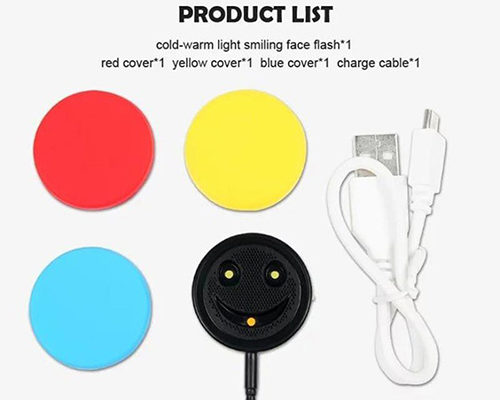 PRODUCT LIST
cold-warm light smiling face flash*1
red cover*1 yellow cover*1 blue cover*1 charge cable*1